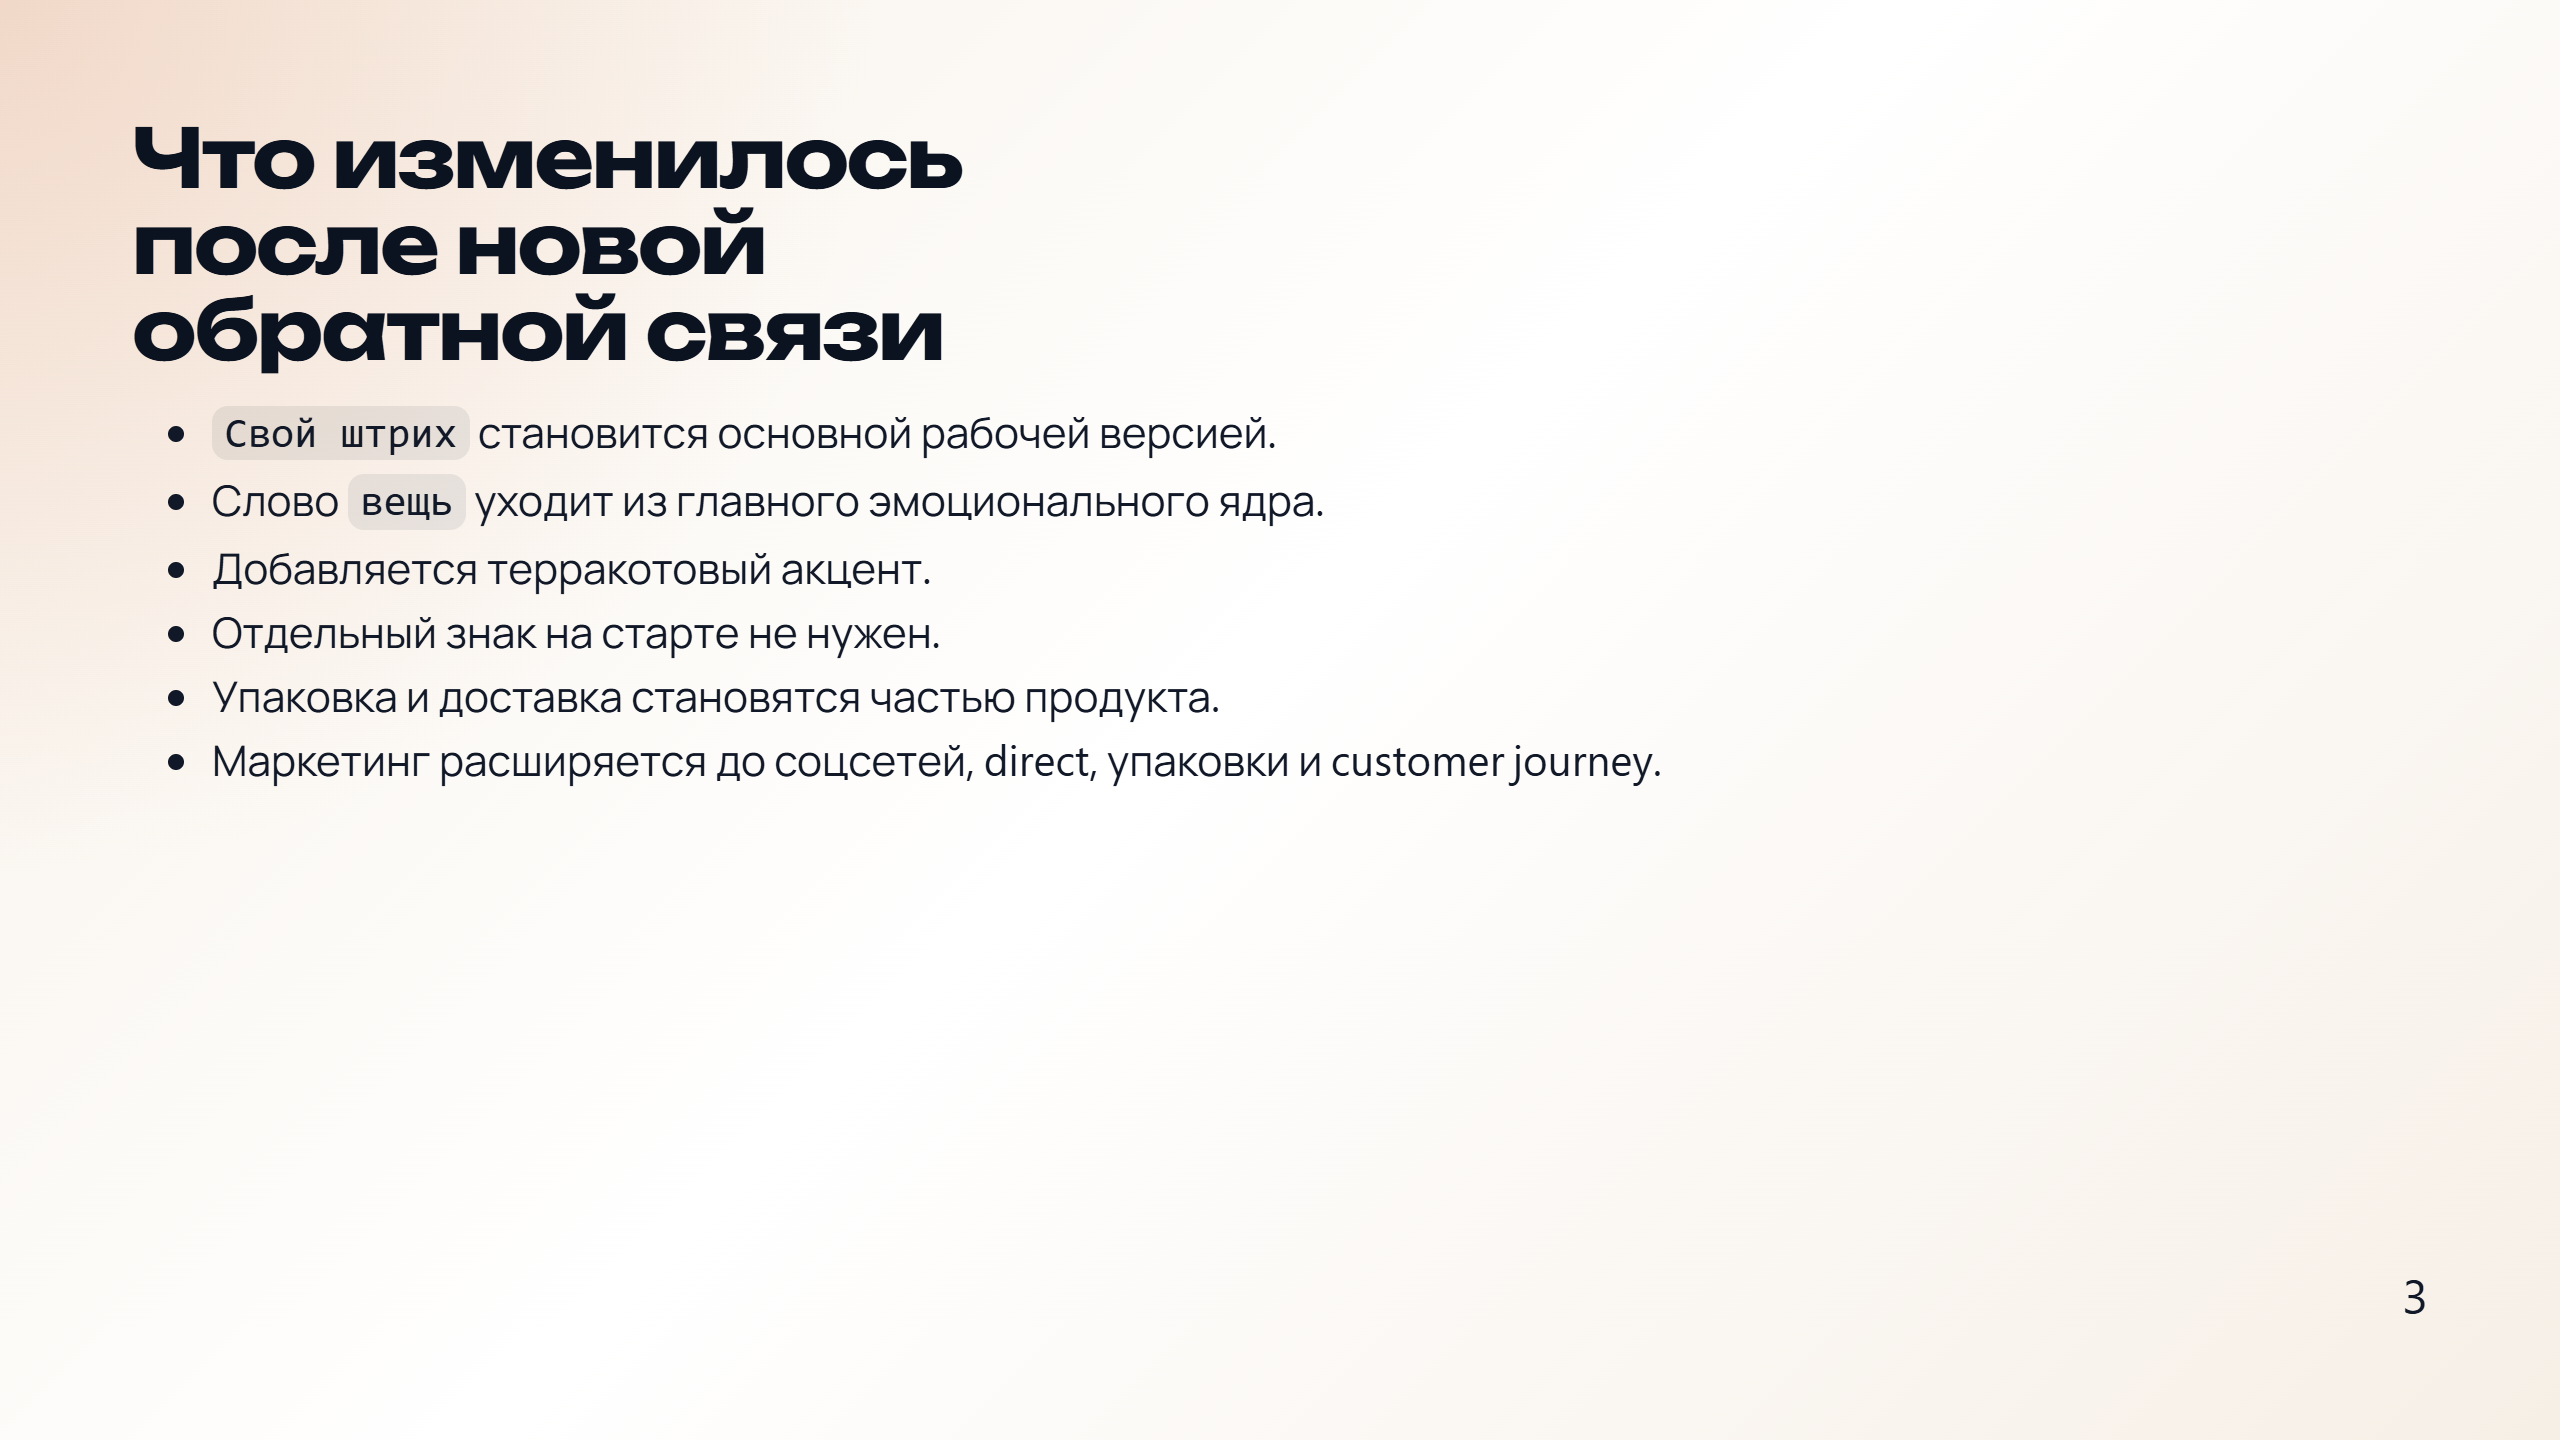 Что изменилось
после новой
обратной связи
Свой штрих становится основной рабочей версией.
Слово вещь уходит из главного эмоционального ядра.
Добавляется терракотовый акцент.
Отдельный знак на старте не нужен.
Упаковка и доставка становятся частью продукта.
Маркетинг расширяется до соцсетей, direct, упаковки и customer journey.
3